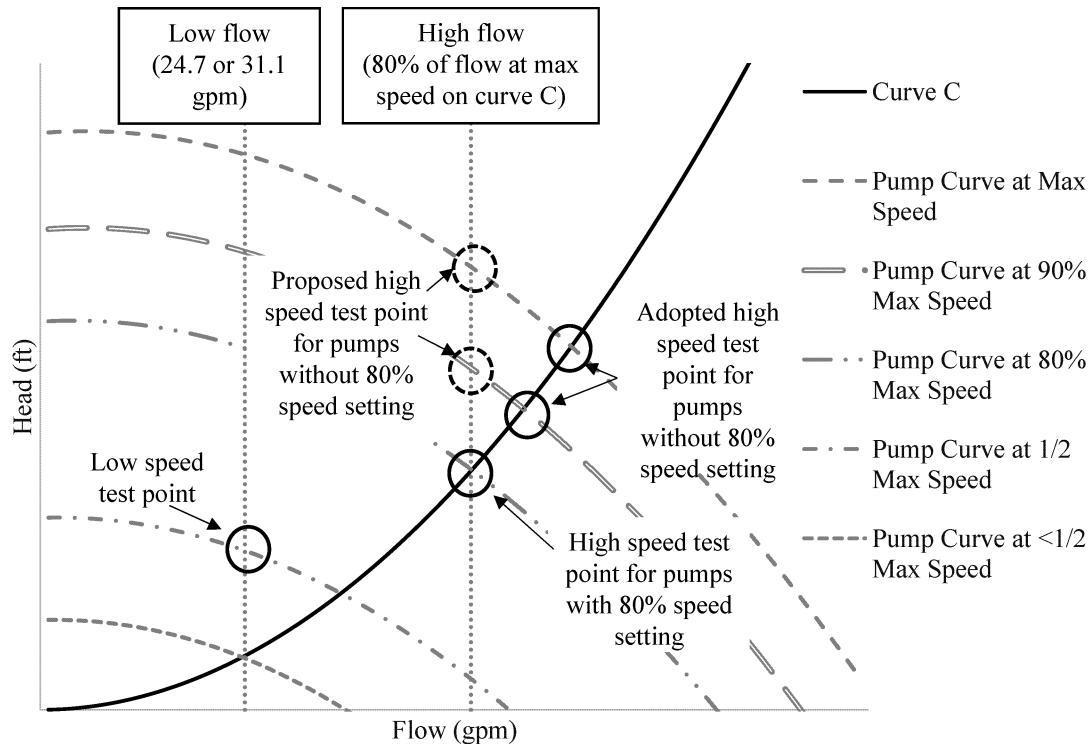 Low flow
(24.7 or 31.1
gpm)
High flow
(80% of flow at max
speed on curve C)
Curve C
Pump Curve at Max
Speed
Pump Curve at 90%
Max Speed
Pump Curve at 80%
Max Speed
Pump Curve at 1/2
Max Speed
Pump Curve at <1/2
Max Speed
Proposed high
speed test point
for pumps
without 80%
speed setting
Adopted high
speed test
point for
pumps
without 80%
speed setting
Low speed
test point
High speed test
point for pumps
with 80% speed
setting
Head (ft)
Flow (gpm)